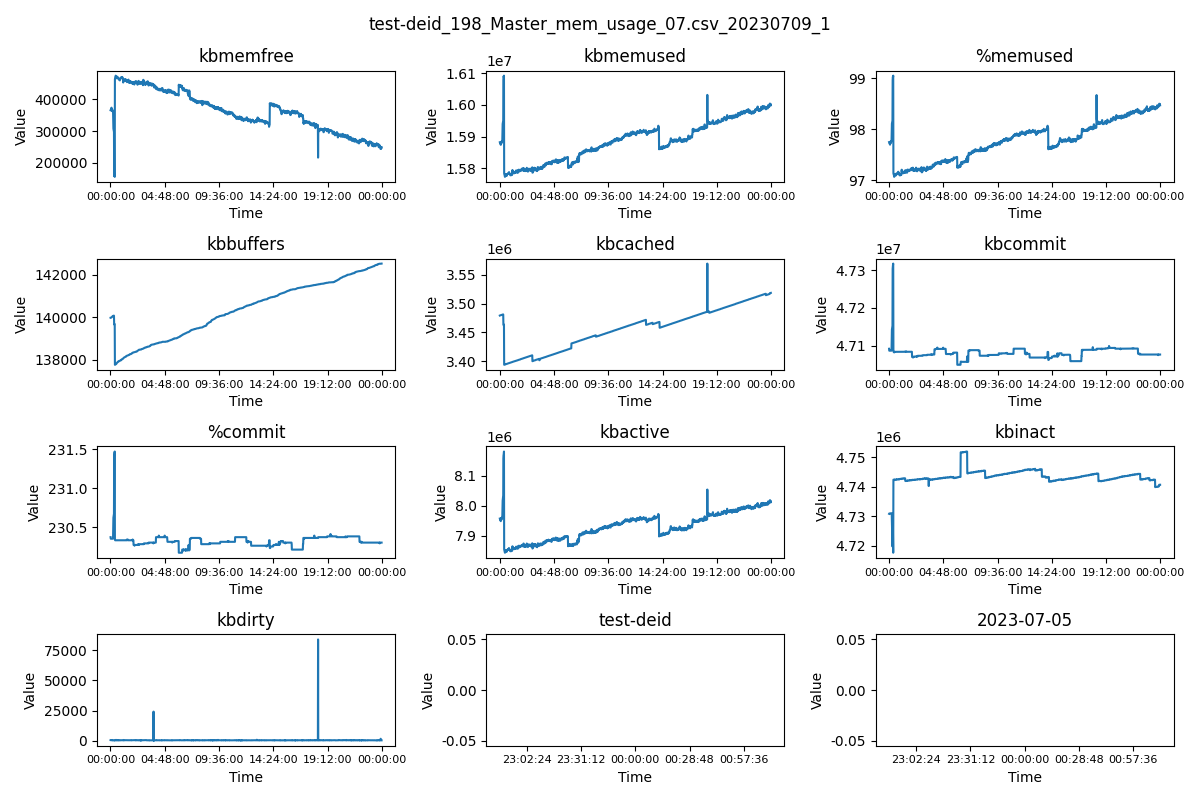 test-deid_198_Master_mem_usage_07.csv_20230709_1
kbmemfree
kbmemused
%memused
1e7
Value
400000
300000
200000
00:00:00 04:48:00 09:36:00 14:24:00 19:12:00 00:00:00
Time
Value
1.61
1.60
1.59
1.58
00:00:00 04:48:00 09:36:00 14:24:00 19:12:00 00:00:00
Time
Value
99
98
97
00:00:00 04:48:00 09:36:00 14:24:00 19:12:00 00:00:00
Time
kbbuffers
kbcached
kbcommit
Value
142000
140000
138000
00:00:00 04:48:00 09:36:00 14:24:00 19:12:00 00:00:00
Time
1e6
Value
3.55
3.50
3.45
3.40
00:00:00 04:48:00 09:36:00 14:24:00 19:12:00 00:00:00
Time
1e7
Value
4.73
4.72
4.71
00:00:00 04:48:00 09:36:00 14:24:00 19:12:00 00:00:00
Time
%commit
kbactive
kbinact
Value
231.5
231.0
230.5
00:00:00 04:48:00 09:36:00 14:24:00 19:12:00 00:00:00
Time
1e6
Value
8.1
8.0
7.9
00:00:00 04:48:00 09:36:00 14:24:00 19:12:00 00:00:00
Time
1e6
Value
4.75
4.74
4.73
4.72
00:00:00 04:48:00 09:36:00 14:24:00 19:12:00 00:00:00
Time
kbdirty
test-deid
2023-07-05
Value
75000
50000
25000
0
00:00:00 04:48:00 09:36:00 14:24:00 19:12:00 00:00:00
Time
Value
0.05
0.00
-0.05
23:02:24 23:31:12 00:00:00 00:28:48 00:57:36
Time
Value
0.05
0.00
-0.05
23:02:24 23:31:12 00:00:00 00:28:48 00:57:36
Time